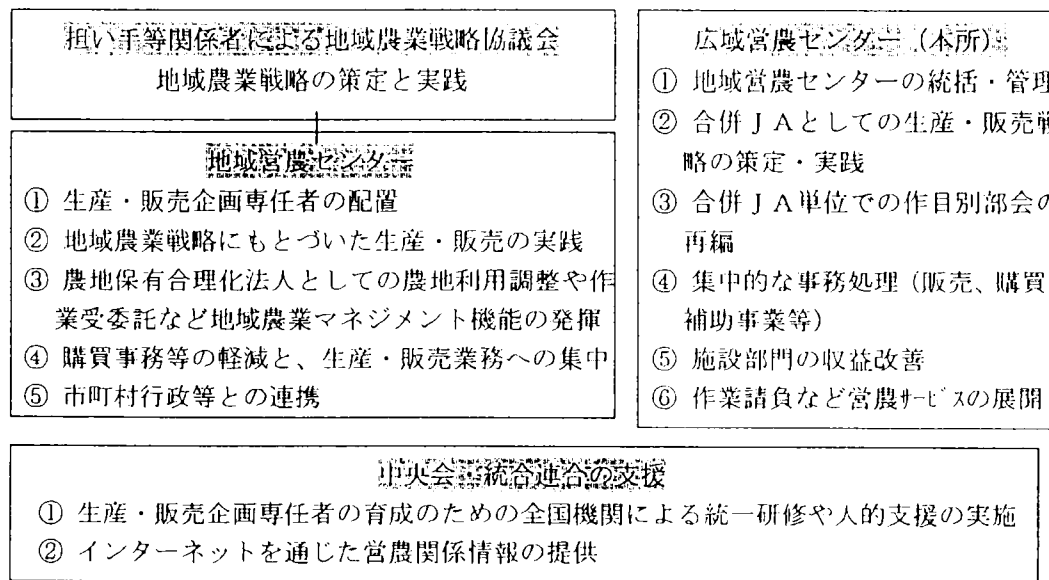 担い手等関係者による地域農業戦略協議会
地域農業戦略の策定と実践
地域営農センター
① 生産・販売企画専任者の配置
② 地域農業戦略にもとづいた生産・販売の実践
③ 農地保有合理化法人としての農地利用調整や作
業受委託など地域農業マネジメント機能の発揮
④ 購買事務等の軽減と、生産・販売業務への集中
⑤ 市町村行政等との連携
広域営農センター（本所）
① 地域営農センターの統括・管理
② 合併ＪＡとしての生産・販売戦
略の策定・実践
③ 合併ＪＡ単位での作目別部会の
再編
④ 集中的な事務処理（販売、購買
補助事業等）
⑤ 施設部門の収益改善
⑥ 作業請負など営農ｻｰﾋﾞｽの展開
中央会・統合連合の支援
① 生産・販売企画専任者の育成のための全国機関による統一研修や人的支援の実施
② インターネットを通じた営農関係情報の提供